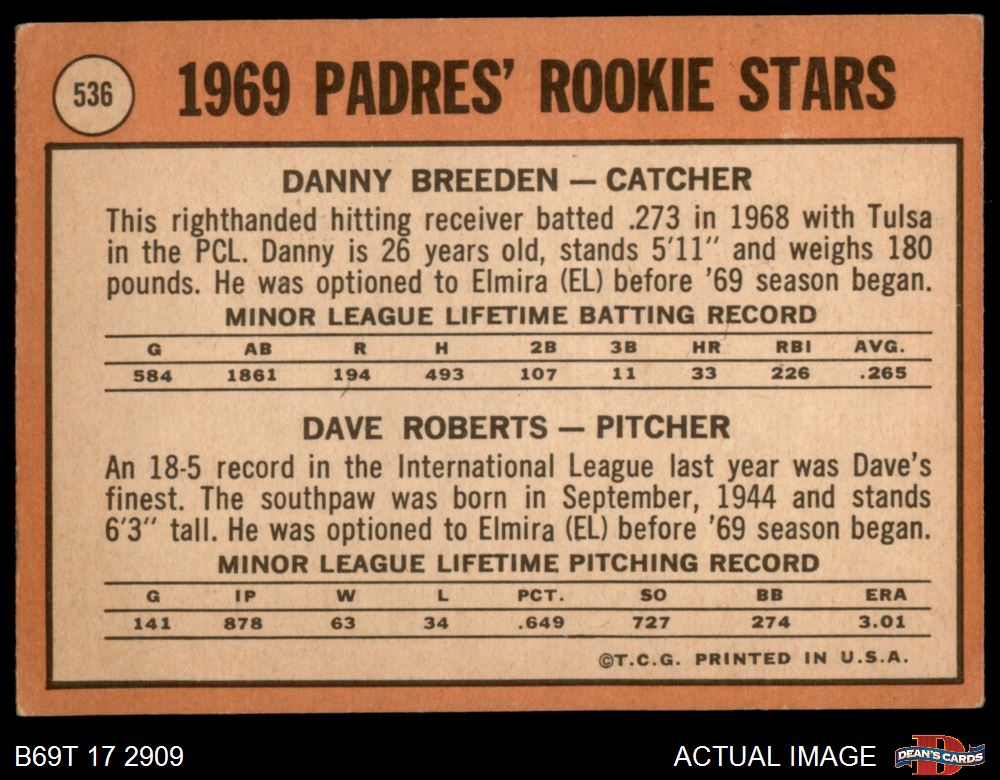 536
1969 PADRES' ROOKIE STARS
DANNY BREEDEN — CATCHER
This righthanded hitting receiver batted .273 in 1968 with Tulsa
in the PCL. Danny is 26 years old, stands 5'11" and weighs 180
pounds. He was optioned to Elmira (EL) before '69 season began.
MINOR LEAGUE LIFETIME BATTING RECORD
G AB R H 2B 3B HR RBI AVG.
584 1861 194 493 107 11 33 226 .265
DAVE ROBERTS — PITCHER
An 18-5 record in the International League last year was Dave's
finest. The southpaw was born in September, 1944 and stands
6'3" tall. He was optioned to Elmira (EL) before '69 season began.
MINOR LEAGUE LIFETIME PITCHING RECORD
G IP W L PCT. SO BB ERA
141 878 63 34 .649 727 274 3.01
©T.C.G. PRINTED IN U.S.A.
B69T 17 2909
ACTUAL IMAGE
D
DEAN'S CARDS